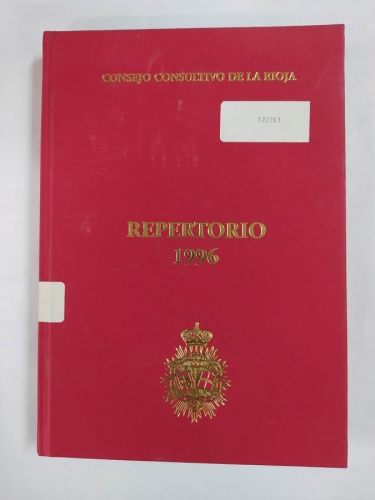 CONSEJO CONSULTIVO DE LA RIOJA
12/213
REPERTORIO
1996